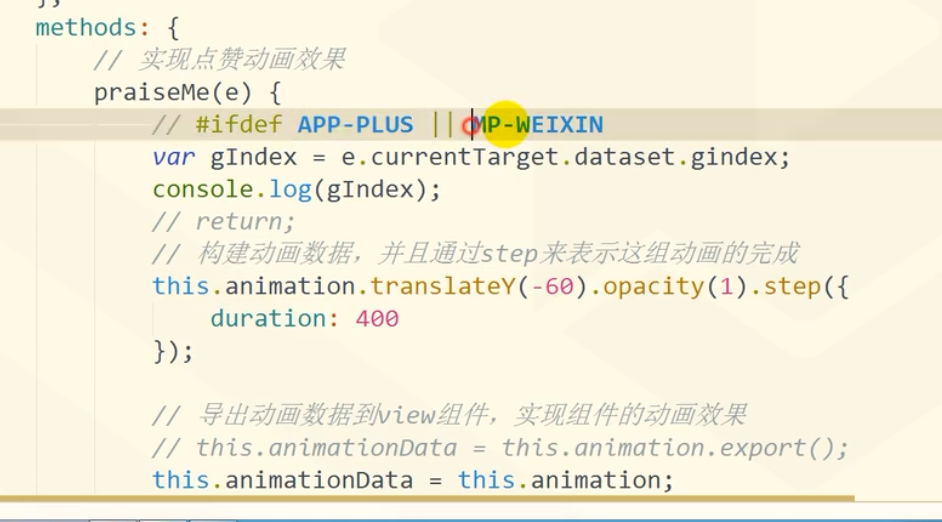 };
methods: {
// 实现点赞动画效果
praiseMe(e) {
// #ifdef APP-PLUS || MP-WEIXIN
var gIndex = e.currentTarget.dataset.gindex;
console.log(gIndex);
// return;
// 构建动画数据，并且通过step来表示这组动画的完成
this.animation.translateY(-60).opacity(1).step({
duration: 400
});
// 导出动画数据到view组件，实现组件的动画效果
// this.animationData = this.animation.export();
this.animationData = this.animation;